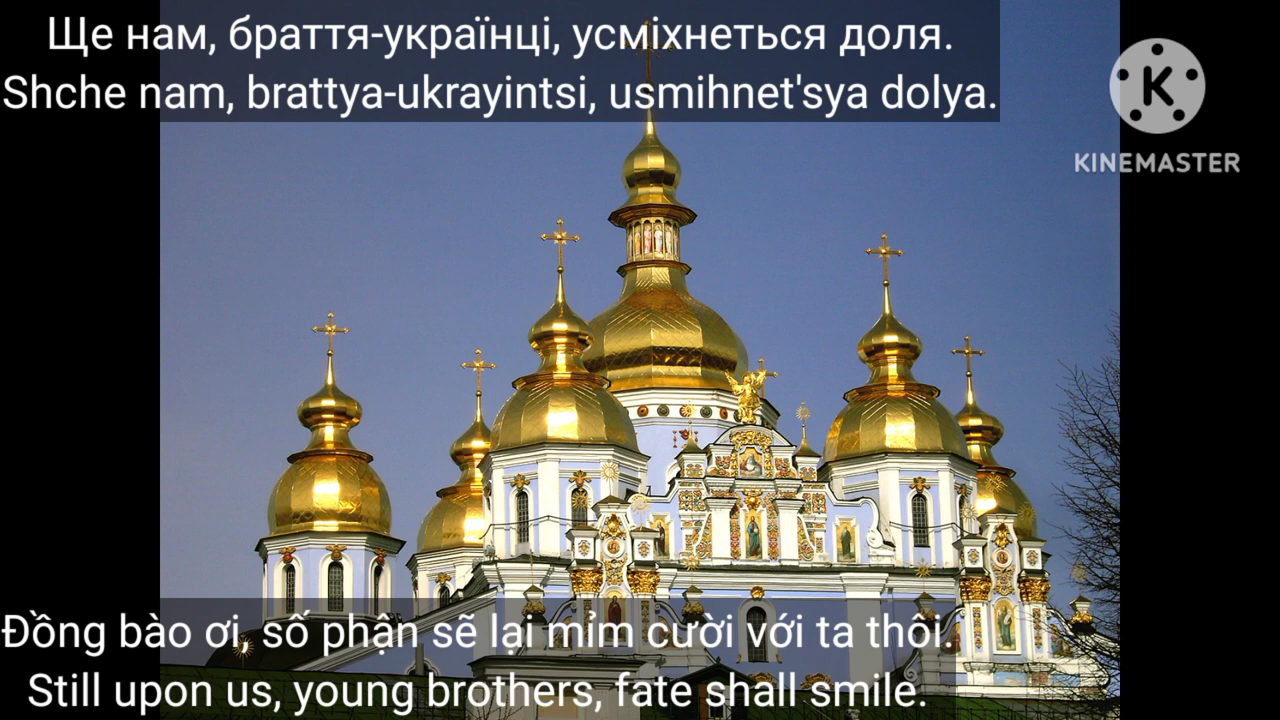 Ще нам, браття-українці, усміхнеться доля.
Shche nam, brattya-ukrayintsi, usmihnet'sya dolya.
K
KINEMASTER
Đồng bào ơi, số phận sẽ lại mỉm cười với ta thôi.
Still upon us, young brothers, fate shall smile.